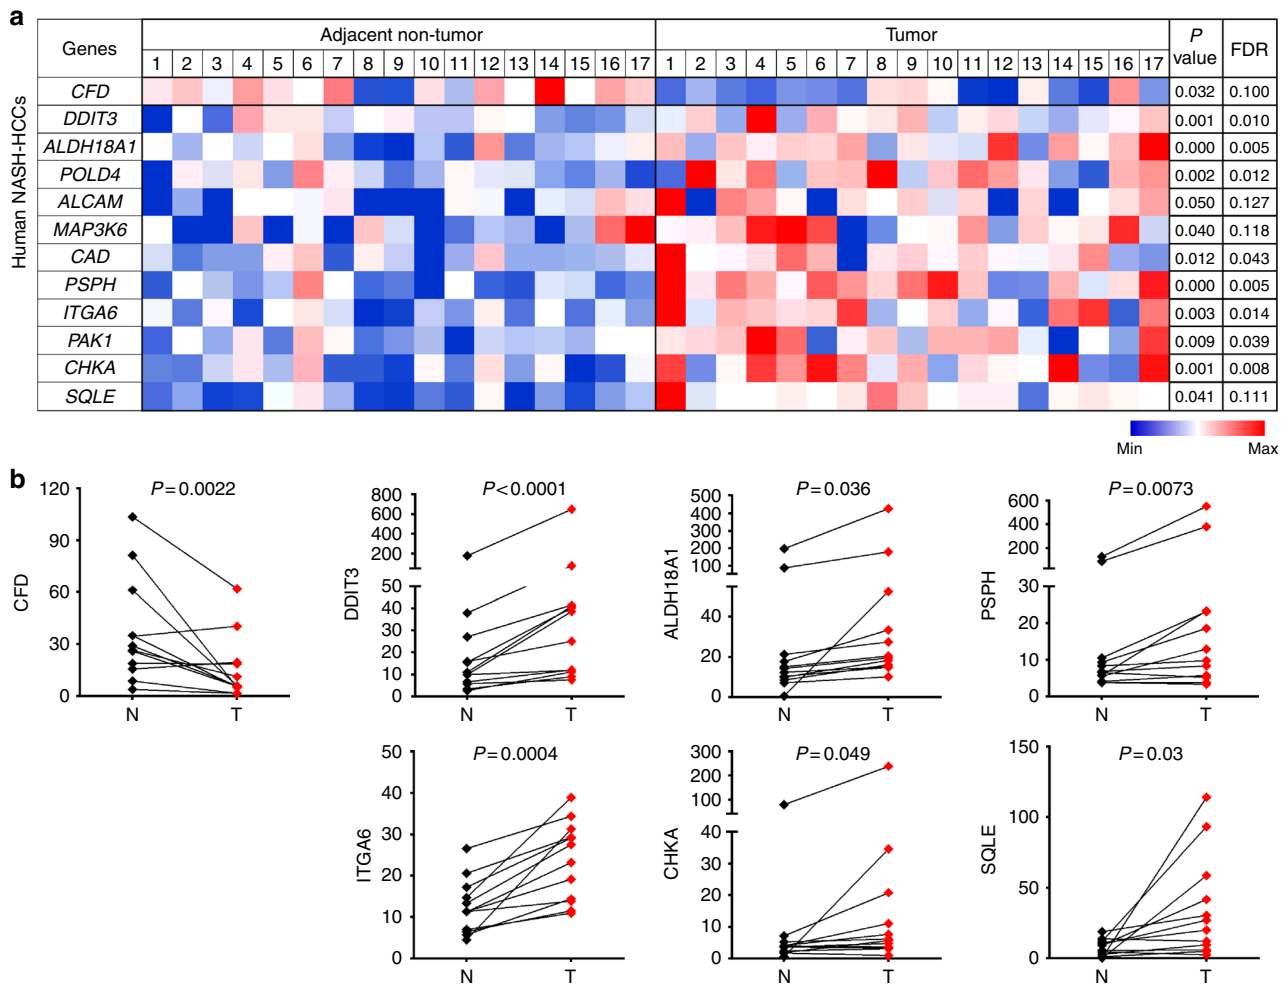 a
Human NASH-HCCs
Genes Adjacent non-tumor Tumor P value FDR
1 2 3 4 5 6 7 8 9 10 11 12 13 14 15 16 17 1 2 3 4 5 6 7 8 9 10 11 12 13 14 15 16 17
CFD 0.032 0.100
DDIT3 0.001 0.010
ALDH18A1 0.000 0.005
POLD4 0.002 0.012
ALCAM 0.050 0.127
MAP3K6 0.040 0.118
CAD 0.012 0.043
PSPH 0.000 0.005
ITGA6 0.003 0.014
PAK1 0.009 0.039
CHKA 0.001 0.008
SQLE 0.041 0.111
Min Max
b
P=0.0022
CFD
120
90
60
30
0
N T
P<0.0001
DDIT3
800
600
400
200
50
40
30
20
10
0
N T
P=0.036
ALDH18A1
500
400
300
200
100
40
20
0
N T
P=0.0073
PSPH
600
400
200
30
20
10
0
N T
P=0.0004
ITGA6
50
40
30
20
10
0
N T
P=0.049
CHKA
300
200
100
40
30
20
10
0
N T
P=0.03
SQLE
150
100
50
0
N T